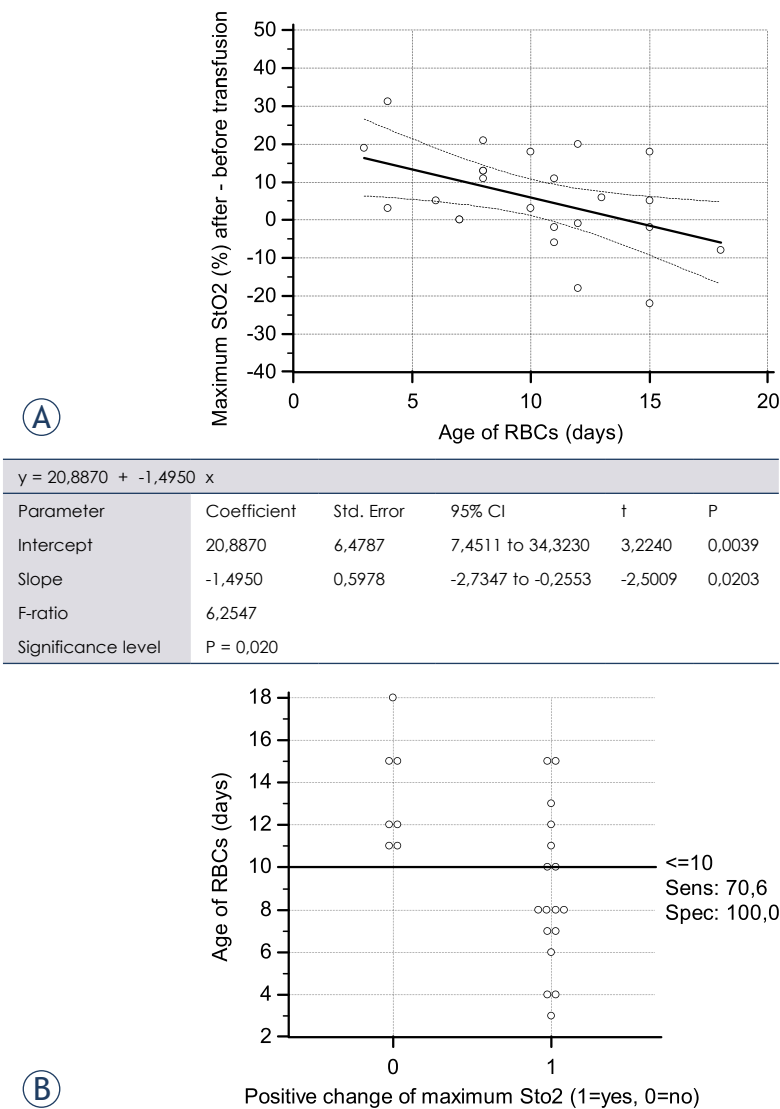 Maximum StO2 (%) after - before transfusion
50
40
30
20
10
0
-10
-20
-30
-40
0 5 10 15 20
Age of RBCs (days)
A
y = 20,8870 + -1,4950 x
Parameter Coefficient Std. Error 95% CI t P
Intercept 20,8870 6,4787 7,4511 to 34,3230 3,2240 0,0039
Slope -1,4950 0,5978 -2,7347 to -0,2553 -2,5009 0,0203
F-ratio 6,2547
Significance level P = 0,020
Age of RBCs (days)
18
16
14
12
10
8
6
4
2
<=10
Sens: 70,6
Spec: 100,0
0 1
Positive change of maximum Sto2 (1=yes, 0=no)
B